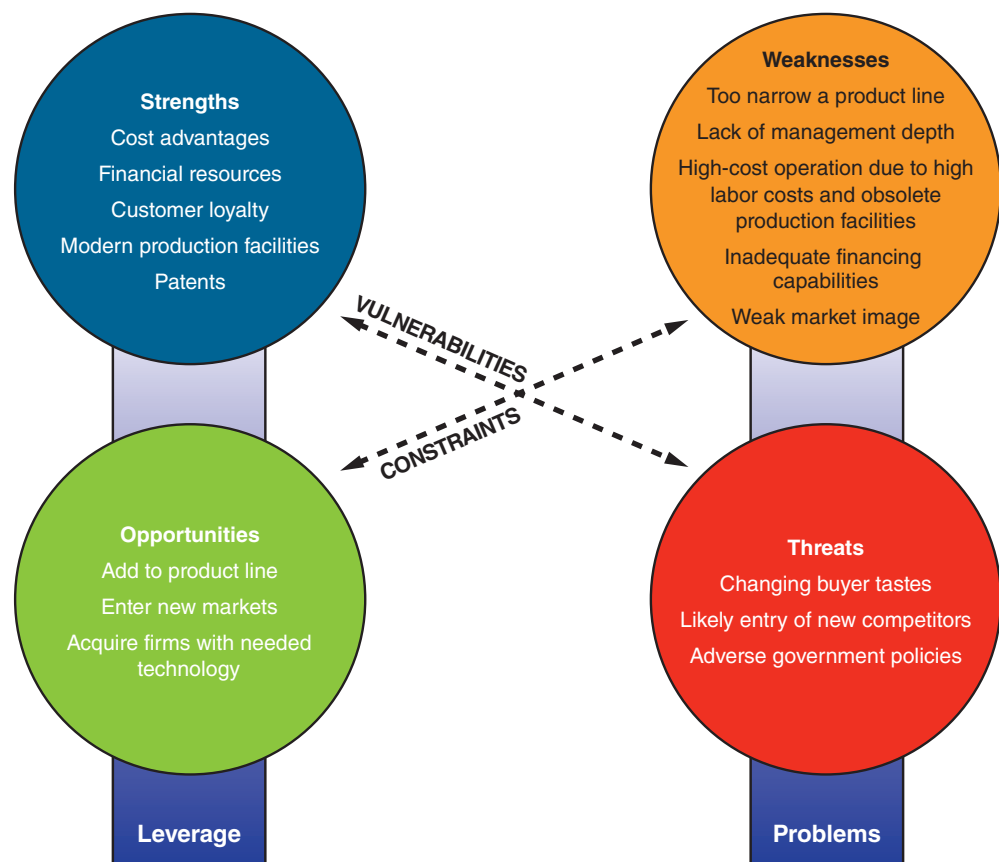 Strengths
Cost advantages
Financial resources
Customer loyalty
Modern production facilities
Patents
Weaknesses
Too narrow a product line
Lack of management depth
High-cost operation due to high
labor costs and obsolete
production facilities
Inadequate financing
capabilities
Weak market image
VULNERABILITIES
CONSTRAINTS
Opportunities
Add to product line
Enter new markets
Acquire firms with needed
technology
Threats
Changing buyer tastes
Likely entry of new competitors
Adverse government policies
Leverage
Problems